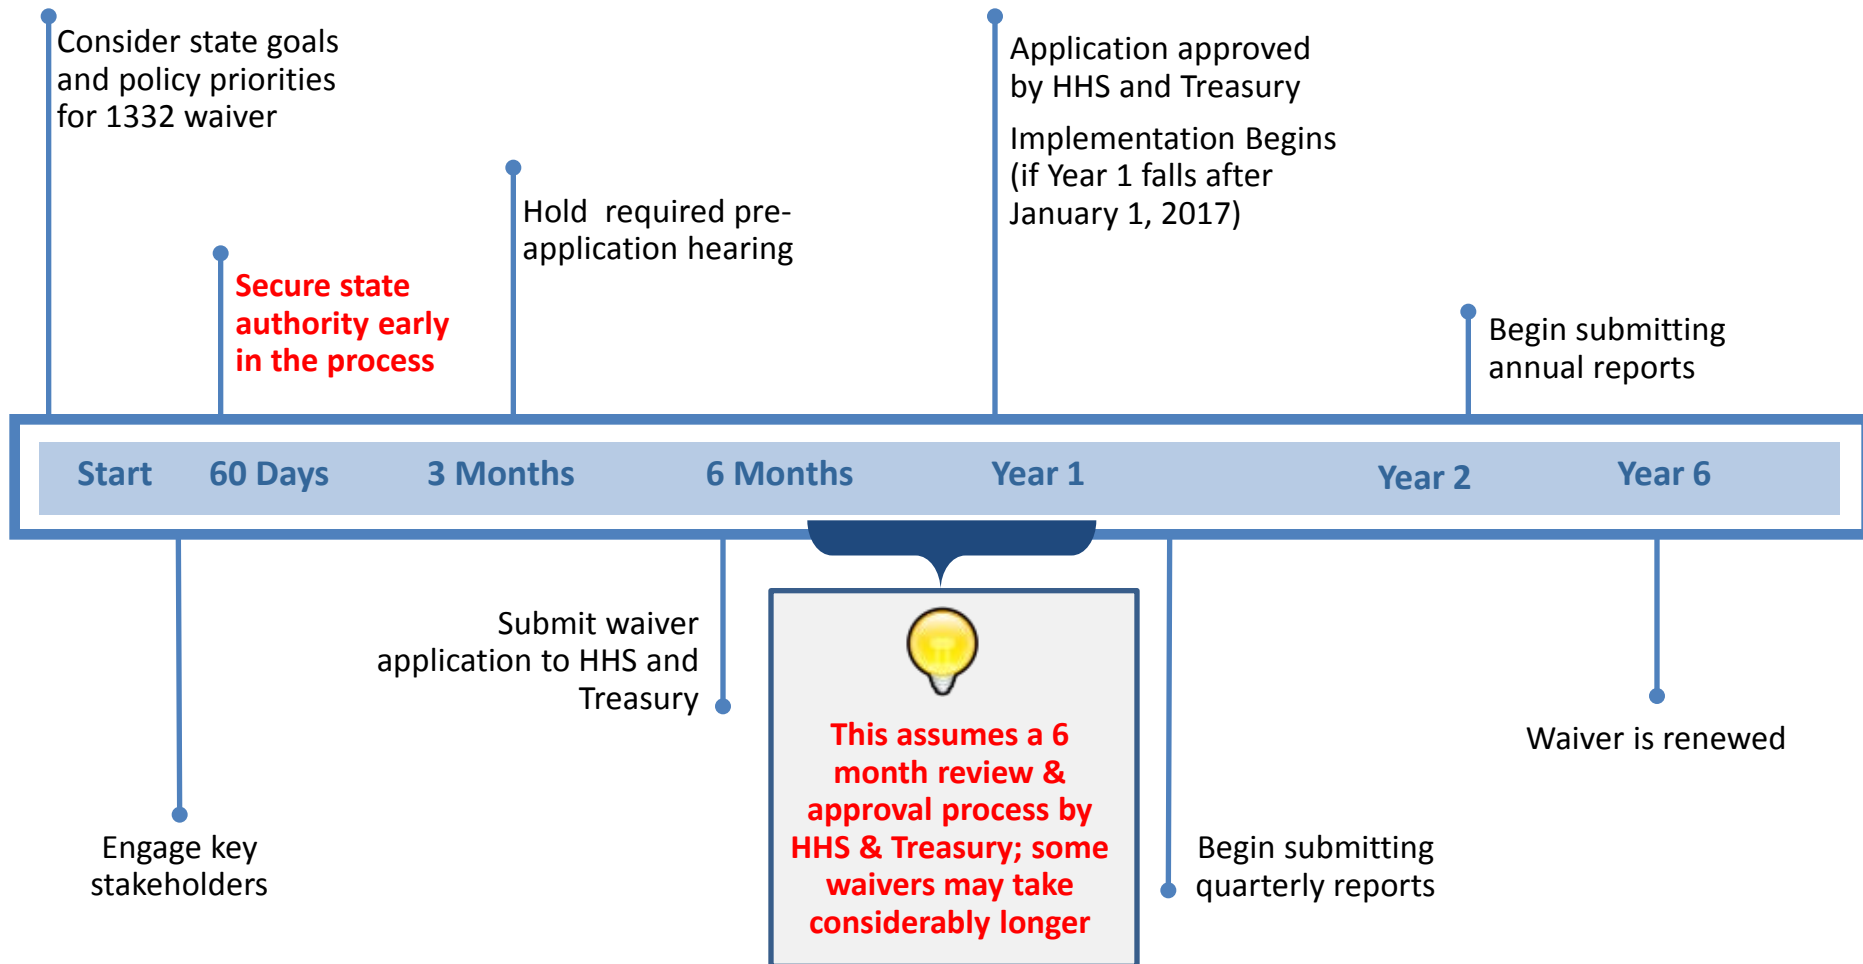 Consider state goals
and policy priorities
for 1332 waiver
Secure state
authority early
in the process
Hold  required pre-
application hearing
Application approved
by HHS and Treasury
Implementation Begins
(if Year 1 falls after
January 1, 2017)
Begin submitting
annual reports
Start 60 Days 3 Months 6 Months Year 1 Year 2 Year 6
Engage key
stakeholders
Submit waiver
application to HHS and
Treasury
This assumes a 6
month review &
approval process by
HHS & Treasury; some
waivers may take
considerably longer
Begin submitting
quarterly reports
Waiver is renewed